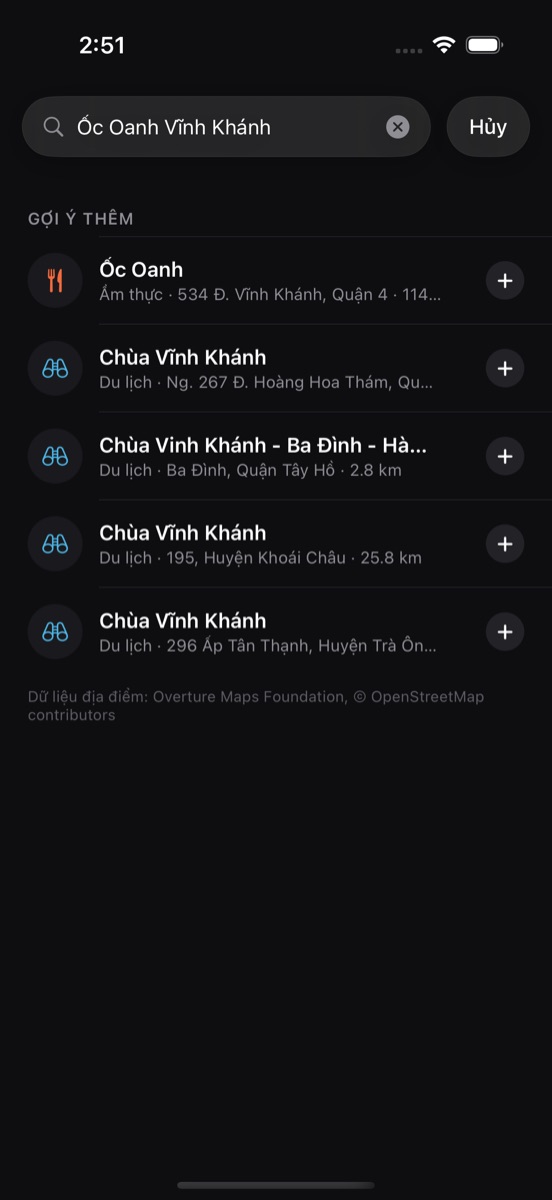 2:51
Ốc Oanh Vĩnh Khánh
Hủy
GỢI Ý THÊM
Ốc Oanh
Ẩm thực · 534 Đ. Vĩnh Khánh, Quận 4 · 114...
Chùa Vĩnh Khánh
Du lịch · Ng. 267 Đ. Hoàng Hoa Thám, Qu...
Chùa Vinh Khánh - Ba Đình - Hà...
Du lịch · Ba Đình, Quận Tây Hồ · 2.8 km
Chùa Vĩnh Khánh
Du lịch · 195, Huyện Khoái Châu · 25.8 km
Chùa Vĩnh Khánh
Du lịch · 296 Ấp Tân Thạnh, Huyện Trà Ôn...
Dữ liệu địa điểm: Overture Maps Foundation, © OpenStreetMap
contributors